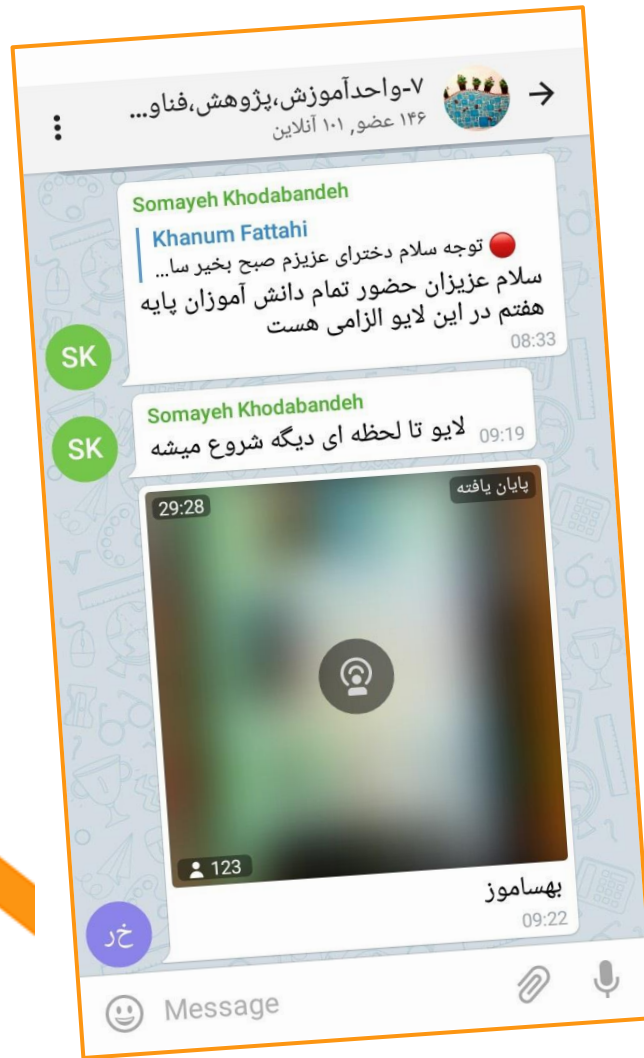 ۷-واحدآموزش،پژوهش،فناو...
۱۴۶ عضو, ۱۰۱ آنلاین
Somayeh Khodabandeh
Khanum Fattahi
🔴 توجه سلام دخترای عزیزم صبح بخیر سا...
سلام عزیزان حضور تمام دانش آموزان پایه
هفتم در این لایو الزامی هست
08:33
SK
Somayeh Khodabandeh
لایو تا لحظه ای دیگه شروع میشه
09:19
SK
29:28
پایان یافته
123
بهساموز
09:22
خ‌ر
Message